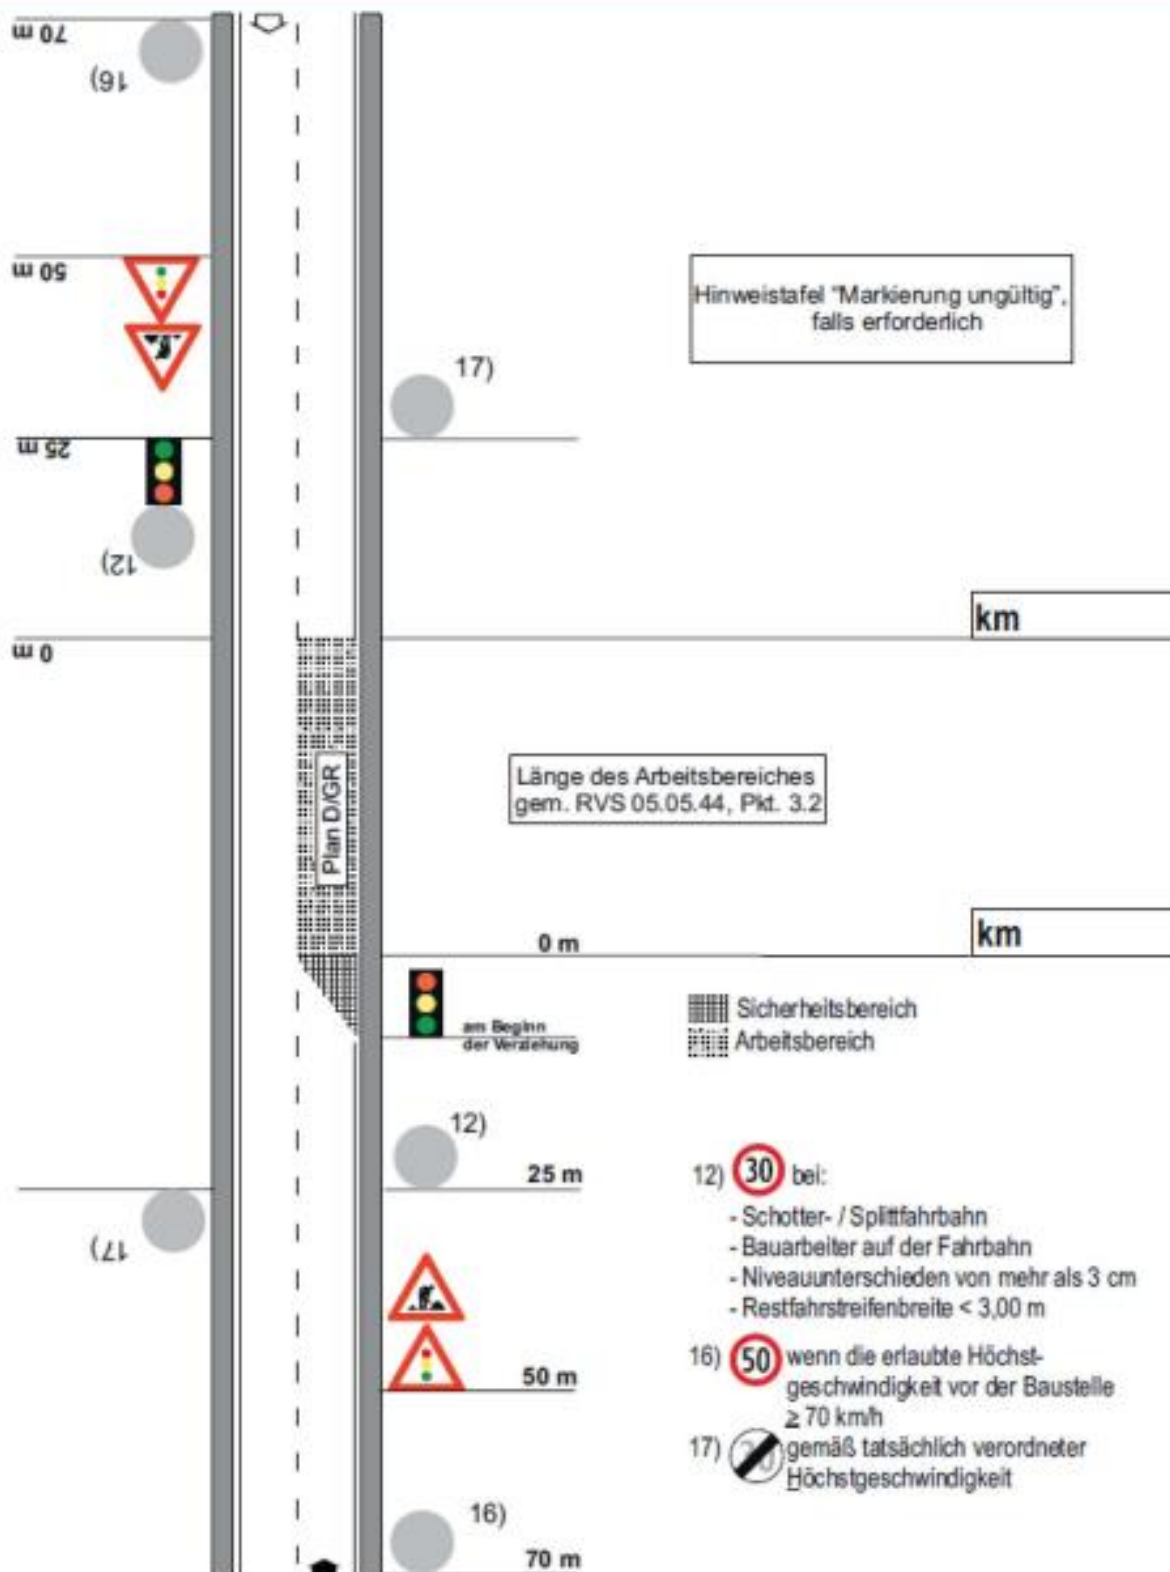 70 m
16)
50 m
Hinweistafel "Markierung ungültig",
falls erforderlich
17)
25 m
12)
km
0 m
Plan D/GR
Länge des Arbeitsbereiches
gem. RVS 05.05.44, Pkt. 3.2
0 m
km
am Beginn
der Verziehung
Sicherheitsbereich
Arbeitsbereich
12)
25 m
17)
12) 30 bei:
- Schotter- / Splittfahrbahn
- Bauarbeiter auf der Fahrbahn
- Niveauunterschieden von mehr als 3 cm
- Restfahrstreifenbreite < 3,00 m
50 m
16) 50 wenn die erlaubte Höchst-
geschwindigkeit vor der Baustelle
≥ 70 km/h
17) gemäß tatsächlich verordneter
Höchstgeschwindigkeit
16)
70 m